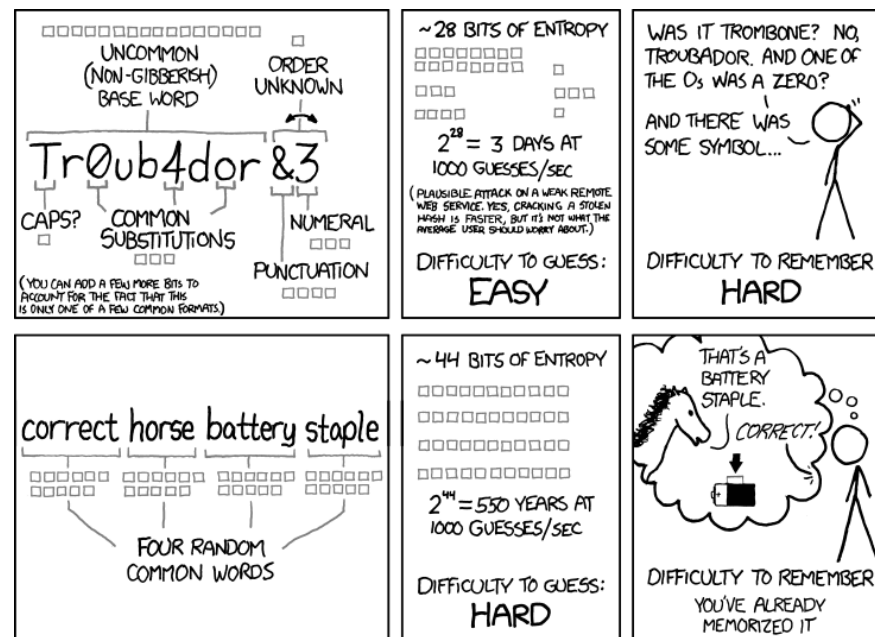 UNCOMMON
(NON-GIBBERISH)
BASE WORD
ORDER
UNKNOWN
Tr0ub4dor &3
CAPS?
COMMON
SUBSTITUTIONS
NUMERAL
PUNCTUATION
(YOU CAN ADD A FEW MORE BITS TO
ACCOUNT FOR THE FACT THAT THIS
IS ONLY ONE OF A FEW COMMON FORMATS.)
~28 BITS OF ENTROPY
2^28 = 3 DAYS AT
1000 GUESSES/SEC
(PLAUSIBLE ATTACK ON A WEAK REMOTE
WEB SERVICE. YES, CRACKING A STOLEN
HASH IS FASTER, BUT IT'S NOT WHAT THE
AVERAGE USER SHOULD WORRY ABOUT.)
DIFFICULTY TO GUESS:
EASY
WAS IT TROMBONE? NO,
TROUBADOR. AND ONE OF
THE Os WAS A ZERO?
AND THERE WAS
SOME SYMBOL...
DIFFICULTY TO REMEMBER
HARD
correct horse battery staple
FOUR RANDOM
COMMON WORDS
~44 BITS OF ENTROPY
2^44 = 550 YEARS AT
1000 GUESSES/SEC
DIFFICULTY TO GUESS:
HARD
THAT'S A
BATTERY
STAPLE.
CORRECT!
DIFFICULTY TO REMEMBER
YOU'VE ALREADY
MEMORIZED IT